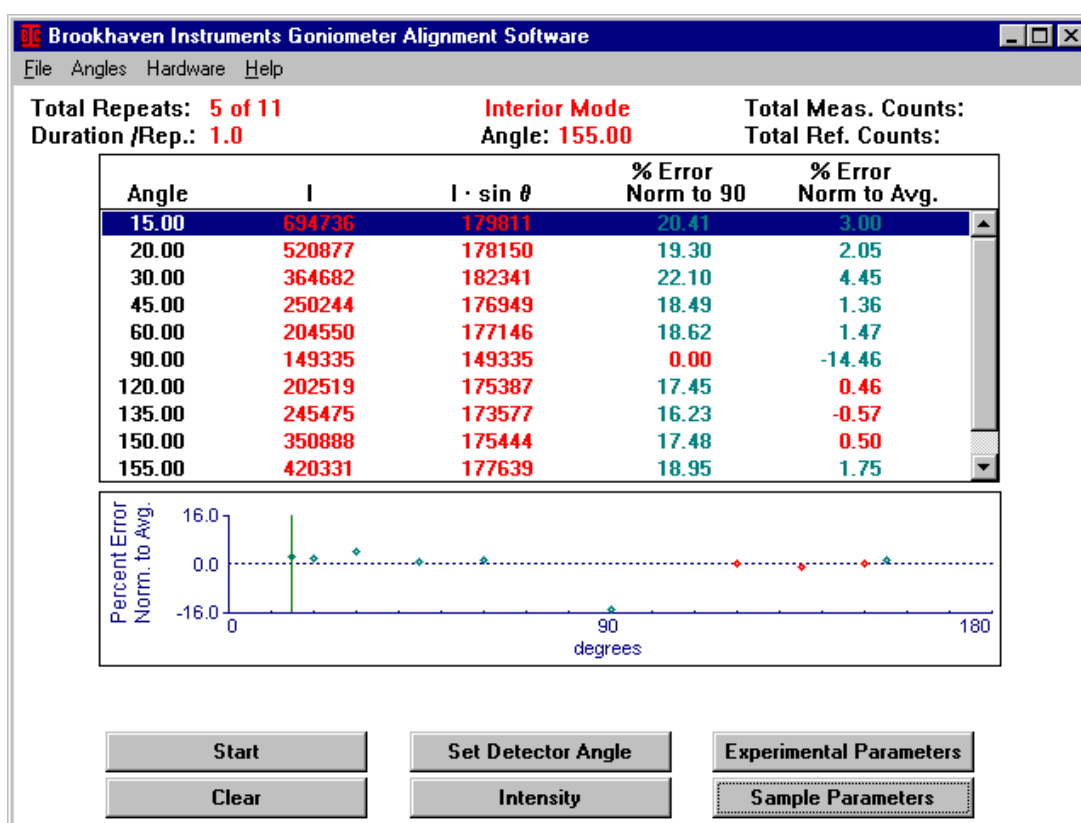 BIC Brookhaven Instruments Goniometer Alignment Software
File Angles Hardware Help
Total Repeats: 5 of 11 Interior Mode Total Meas. Counts:
Duration /Rep.: 1.0 Angle: 155.00 Total Ref. Counts:
% Error % Error
Angle I I · sin θ Norm to 90 Norm to Avg.
15.00 694736 179811 20.41 3.00
20.00 520877 178150 19.30 2.05
30.00 364682 182341 22.10 4.45
45.00 250244 176949 18.49 1.36
60.00 204550 177146 18.62 1.47
90.00 149335 149335 0.00 -14.46
120.00 202519 175387 17.45 0.46
135.00 245475 173577 16.23 -0.57
150.00 350888 175444 17.48 0.50
155.00 420331 177639 18.95 1.75
Percent Error
Norm. to Avg.
16.0
0.0
-16.0
0 90 180
degrees
Start Set Detector Angle Experimental Parameters
Clear Intensity Sample Parameters